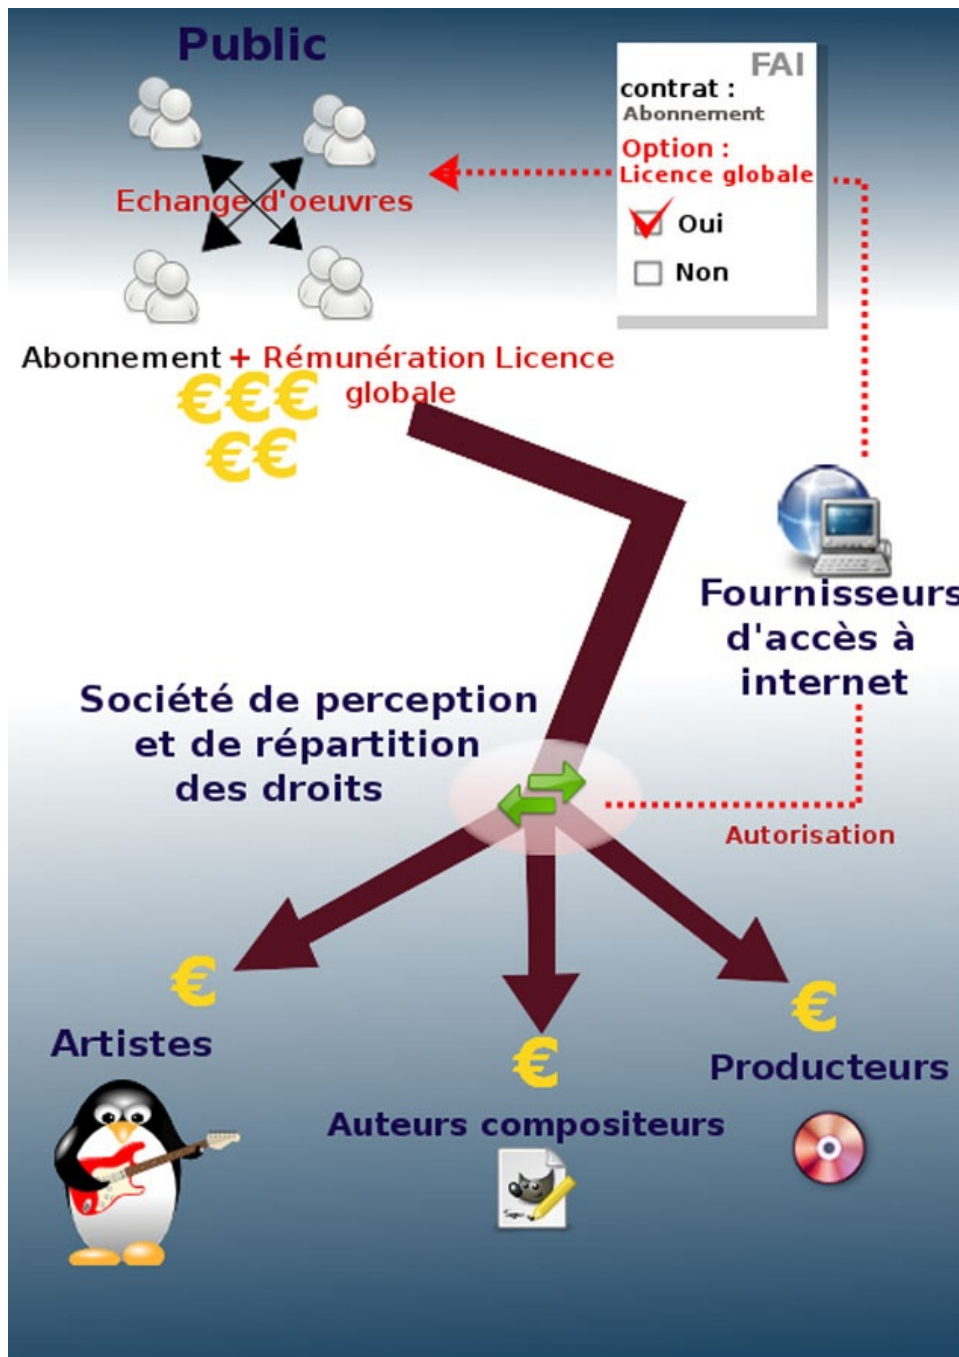 Public
FAI
contrat :
Abonnement
Option :
Licence globale
Oui
Non
Echange d'oeuvres
Abonnement + Rémunération Licence
globale
€€€
€€
Fournisseurs
d'accès à
internet
Société de perception
et de répartition
des droits
Autorisation
€
Artistes
€
Producteurs
€
Auteurs compositeurs